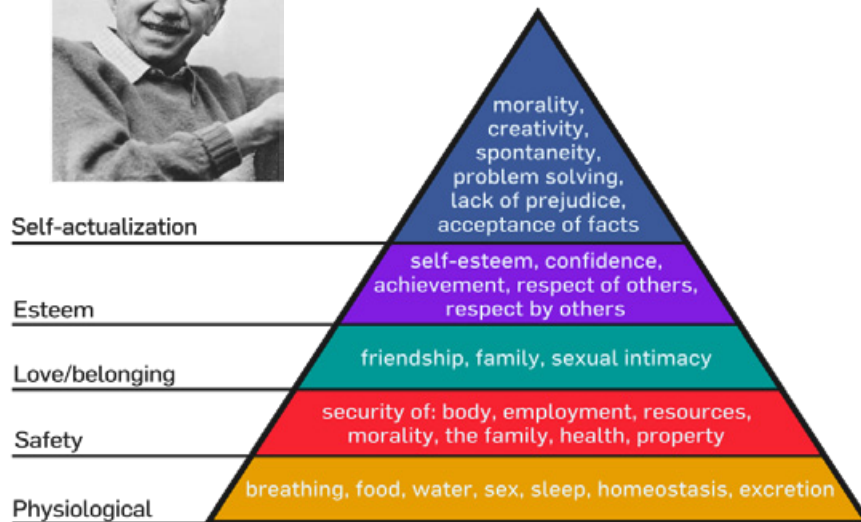 morality,
creativity,
spontaneity,
problem solving,
lack of prejudice,
acceptance of facts
Self-actualization
self-esteem, confidence,
achievement, respect of others,
respect by others
Esteem
friendship, family, sexual intimacy
Love/belonging
security of: body, employment, resources,
morality, the family, health, property
Safety
breathing, food, water, sex, sleep, homeostasis, excretion
Physiological